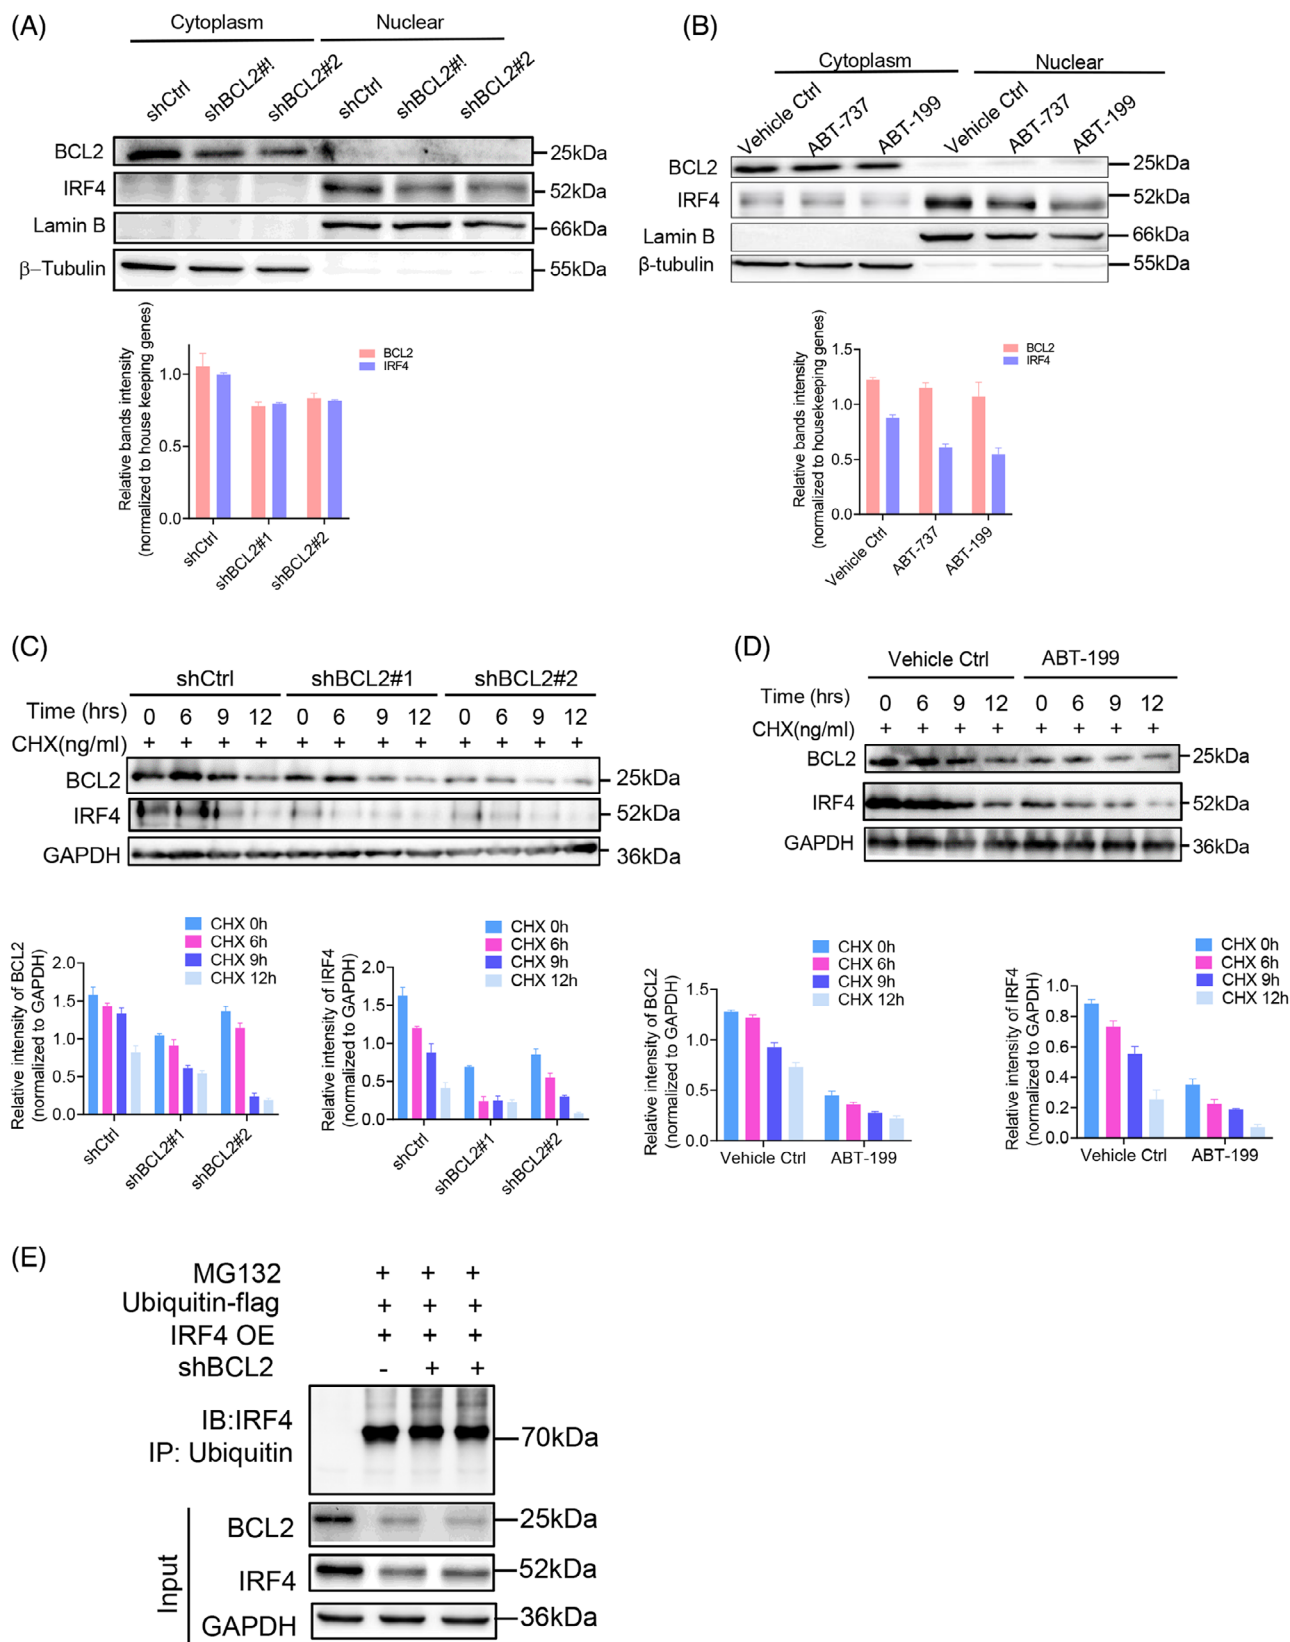 (A)
Cytoplasm Nuclear
shCtrl shBCL2#! shBCL2#2 shCtrl shBCL2#! shBCL2#2
BCL2 25kDa
IRF4 52kDa
Lamin B 66kDa
β–Tubulin 55kDa
Relative bands intensity
(normalized to house keeping genes)
1.0
0.5
0.0
BCL2
IRF4
shCtrl shBCL2#1 shBCL2#2
(B)
Cytoplasm Nuclear
Vehicle Ctrl ABT-737 ABT-199 Vehicle Ctrl ABT-737 ABT-199
BCL2 25kDa
IRF4 52kDa
Lamin B 66kDa
β-tubulin 55kDa
Relative bands intensity
(normalized to housekeeping genes)
1.5
1.0
0.5
0.0
BCL2
IRF4
Vehicle Ctrl ABT-737 ABT-199
(C)
shCtrl shBCL2#1 shBCL2#2
Time (hrs) 0 6 9 12 0 6 9 12 0 6 9 12
CHX(ng/ml) + + + + + + + + + + + +
BCL2 25kDa
IRF4 52kDa
GAPDH 36kDa
Relative intensity of BCL2
(normalized to GAPDH)
2.0
1.5
1.0
0.5
0.0
CHX 0h
CHX 6h
CHX 9h
CHX 12h
shCtrl shBCL2#1 shBCL2#2
Relative intensity of IRF4
(normalized to GAPDH)
2.0
1.5
1.0
0.5
0.0
CHX 0h
CHX 6h
CHX 9h
CHX 12h
shCtrl shBCL2#1 shBCL2#2
(D)
Vehicle Ctrl ABT-199
Time (hrs) 0 6 9 12 0 6 9 12
CHX(ng/ml) + + + + + + + +
BCL2 25kDa
IRF4 52kDa
GAPDH 36kDa
Relative intensity of BCL2
(normalized to GAPDH)
1.5
1.0
0.5
0.0
CHX 0h
CHX 6h
CHX 9h
CHX 12h
Vehicle Ctrl ABT-199
Relative intensity of IRF4
(normalized to GAPDH)
1.0
0.8
0.6
0.4
0.2
0.0
CHX 0h
CHX 6h
CHX 9h
CHX 12h
Vehicle Ctrl ABT-199
(E)
MG132 + + +
Ubiquitin-flag + + +
IRF4 OE + + +
shBCL2 - + +
IB:IRF4
IP: Ubiquitin
70kDa
Input
BCL2 25kDa
IRF4 52kDa
GAPDH 36kDa